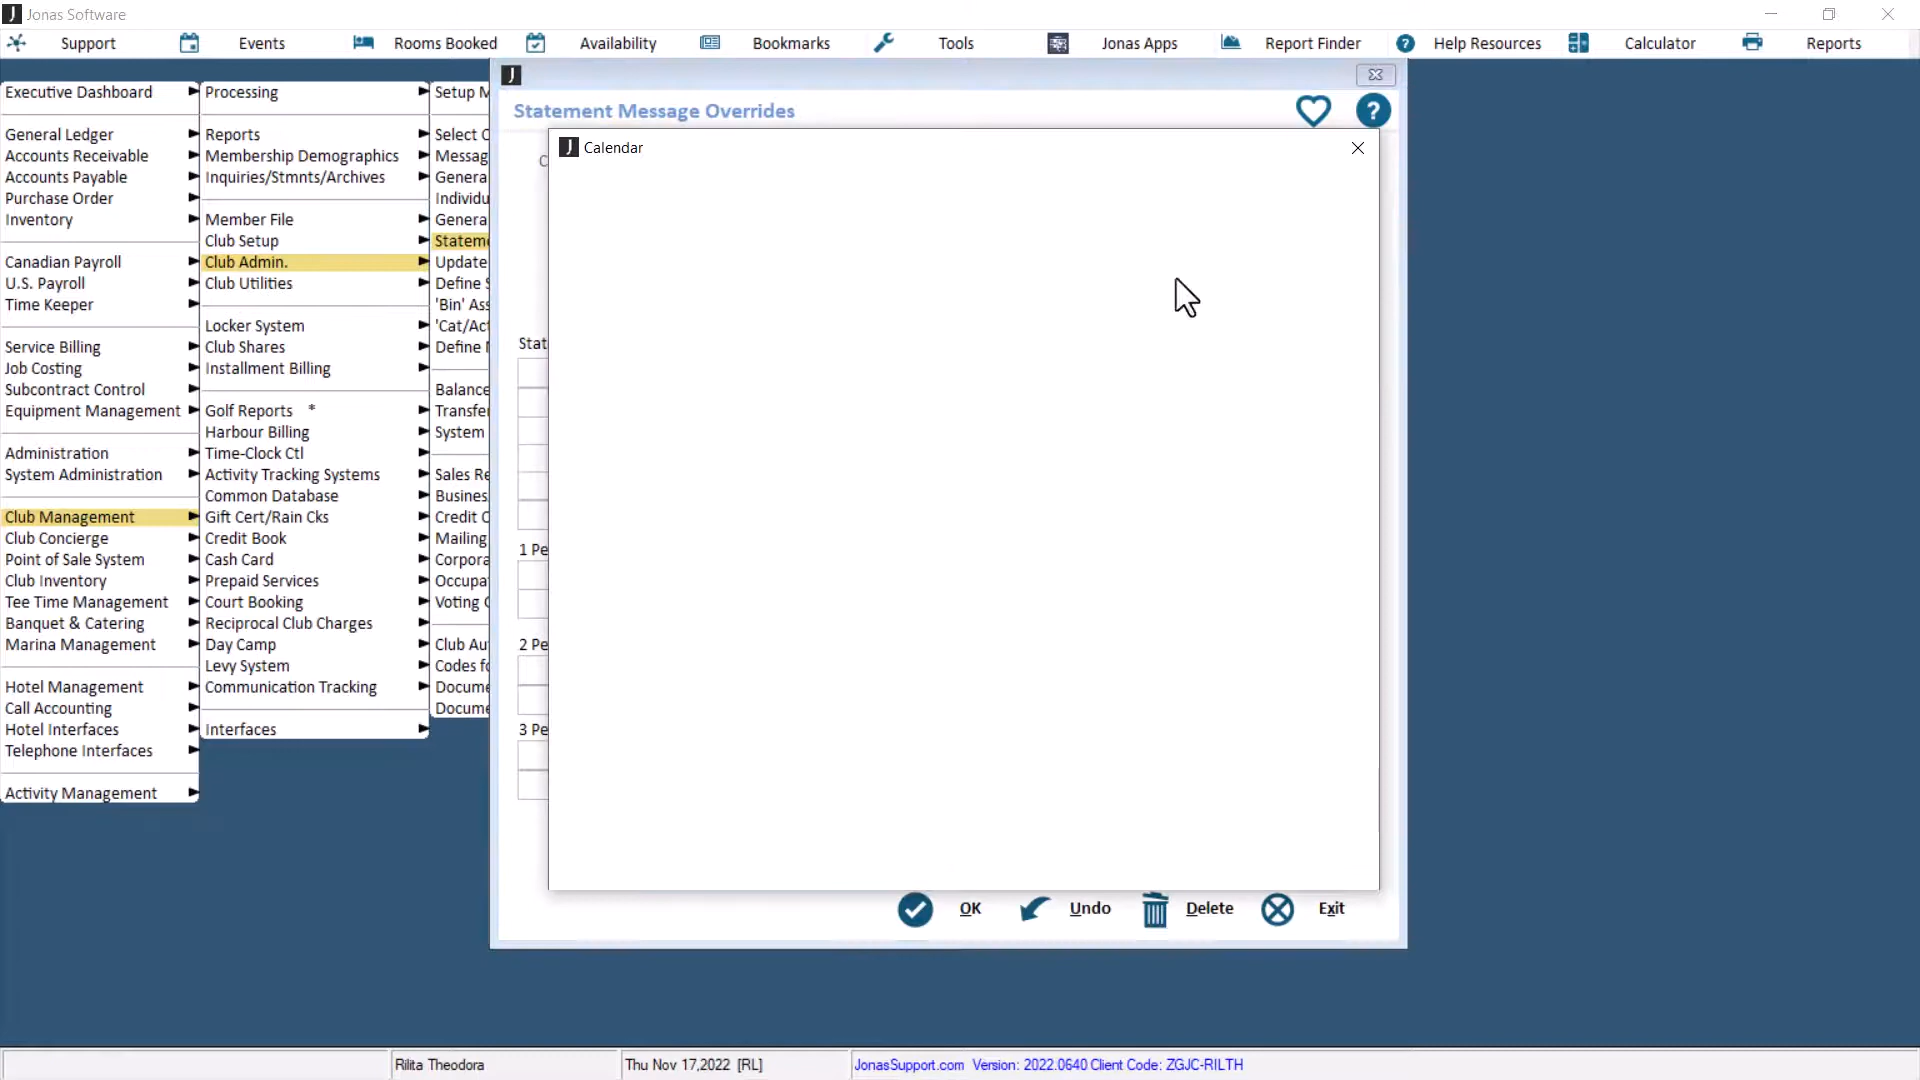 Jonas Software
Support Events Rooms Booked Availability Bookmarks Tools Jonas Apps Report Finder ? Help Resources Calculator Reports
Executive Dashboard
General Ledger
Accounts Receivable
Accounts Payable
Purchase Order
Inventory
Canadian Payroll
U.S. Payroll
Time Keeper
Service Billing
Job Costing
Subcontract Control
Equipment Management
Administration
System Administration
Club Management
Club Concierge
Point of Sale System
Club Inventory
Tee Time Management
Banquet & Catering
Marina Management
Hotel Management
Call Accounting
Hotel Interfaces
Telephone Interfaces
Activity Management
Processing
Reports
Membership Demographics
Inquiries/Stmnts/Archives
Member File
Club Setup
Club Admin.
Club Utilities
Locker System
Club Shares
Installment Billing
Golf Reports *
Harbour Billing
Time-Clock Ctl
Activity Tracking Systems
Common Database
Gift Cert/Rain Cks
Credit Book
Cash Card
Prepaid Services
Court Booking
Reciprocal Club Charges
Day Camp
Levy System
Communication Tracking
Interfaces
Setup M
Select C
Messag
Genera
Individu
Genera
Stateme
Update
Define S
'Bin' Ass
'Cat/Act
Define
Balance
Transfer
System
Sales Re
Busines
Credit C
Mailing
Corpora
Occupat
Voting C
Club Au
Codes fo
Docume
Docume
Statement Message Overrides ?
Calendar
C
Stat
1 Pe
2 Pe
3 Pe
OK Undo Delete Exit
Rilita Theodora Thu Nov 17,2022 [RL] JonasSupport.com Version: 2022.0640 Client Code: ZGJC-RILTH